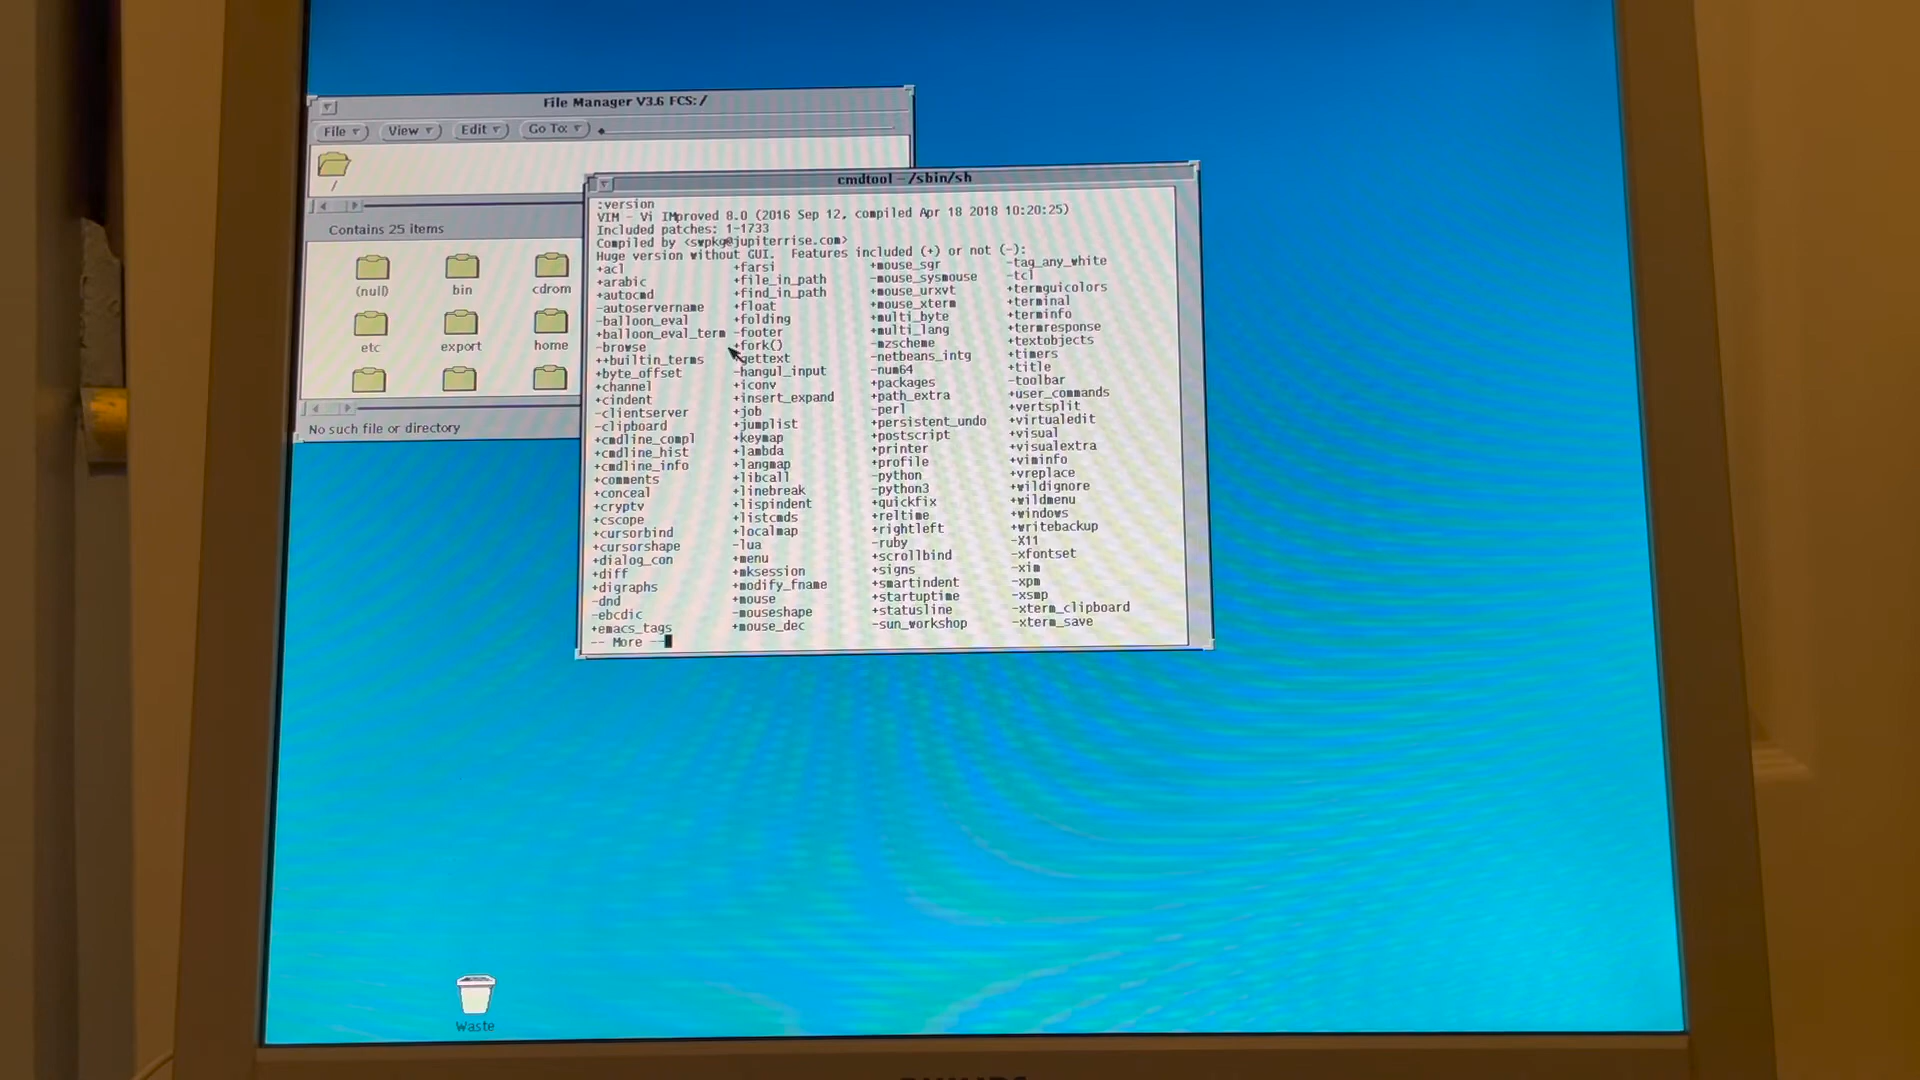 File Manager V3.6 FCS:/
File View Edit Go To:
/
Contains 25 items
(null) bin cdrom
etc export home
No such file or directory
cmdtool - /sbin/sh
:version
VIM - Vi IMproved 8.0 (2016 Sep 12, compiled Apr 18 2018 10:20:25)
Included patches: 1-1733
Compiled by <swpkg@jupiterrise.com>
Huge version without GUI.  Features included (+) or not (-):
+acl +farsi +mouse_sgr -tag_any_white
+arabic +file_in_path -mouse_sysmouse -tcl
+autocmd +find_in_path +mouse_urxvt +termguicolors
-autoservername +float +mouse_xterm +terminal
-balloon_eval +folding +multi_byte +terminfo
+balloon_eval_term -footer +multi_lang +termresponse
-browse +fork() -mzscheme +textobjects
++builtin_terms gettext -netbeans_intg +timers
+byte_offset -hangul_input -num64 +title
+channel +iconv +packages -toolbar
+cindent +insert_expand +path_extra +user_commands
-clientserver +job -perl +vertsplit
-clipboard +jumplist +persistent_undo +virtualedit
+cmdline_compl +keymap +postscript +visual
+cmdline_hist +lambda +printer +visualextra
+cmdline_info +langmap +profile +viminfo
+comments +libcall -python +vreplace
+conceal +linebreak -python3 +wildignore
+cryptv +lispindent +quickfix +wildmenu
+cscope +listcmds +reltime +windows
+cursorbind +localmap +rightleft +writebackup
+cursorshape -lua -ruby -X11
+dialog_con +menu +scrollbind -xfontset
+diff +mksession +signs -xim
+digraphs +modify_fname +smartindent -xpm
-dnd +mouse +startuptime -xsmp
-ebcdic -mouseshape +statusline -xterm_clipboard
+emacs_tags +mouse_dec -sun_workshop -xterm_save
-- More --
Waste